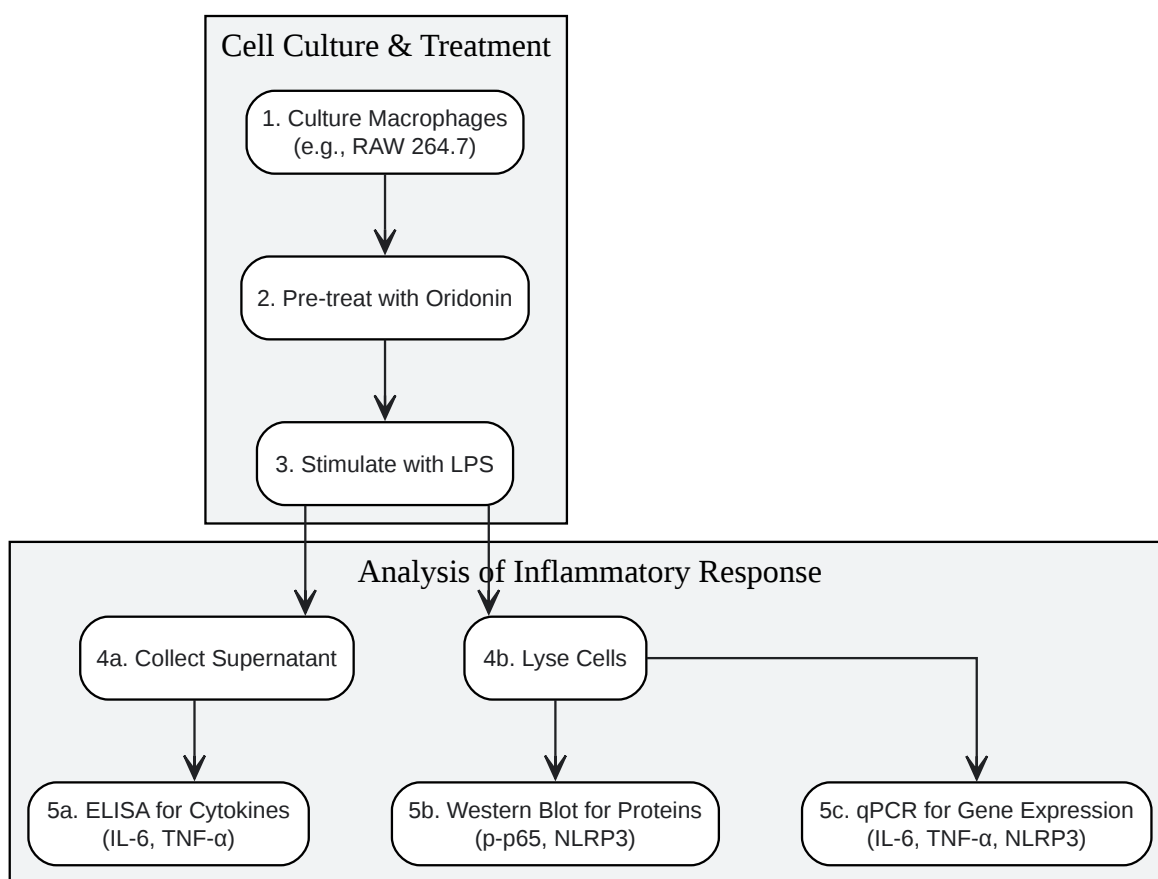 Cell Culture & Treatment
1. Culture Macrophages
(e.g., RAW 264.7)
2. Pre-treat with Oridonin
3. Stimulate with LPS
Analysis of Inflammatory Response
4a. Collect Supernatant
4b. Lyse Cells
5a. ELISA for Cytokines
(IL-6, TNF-α)
5b. Western Blot for Proteins
(p-p65, NLRP3)
5c. qPCR for Gene Expression
(IL-6, TNF-α, NLRP3)